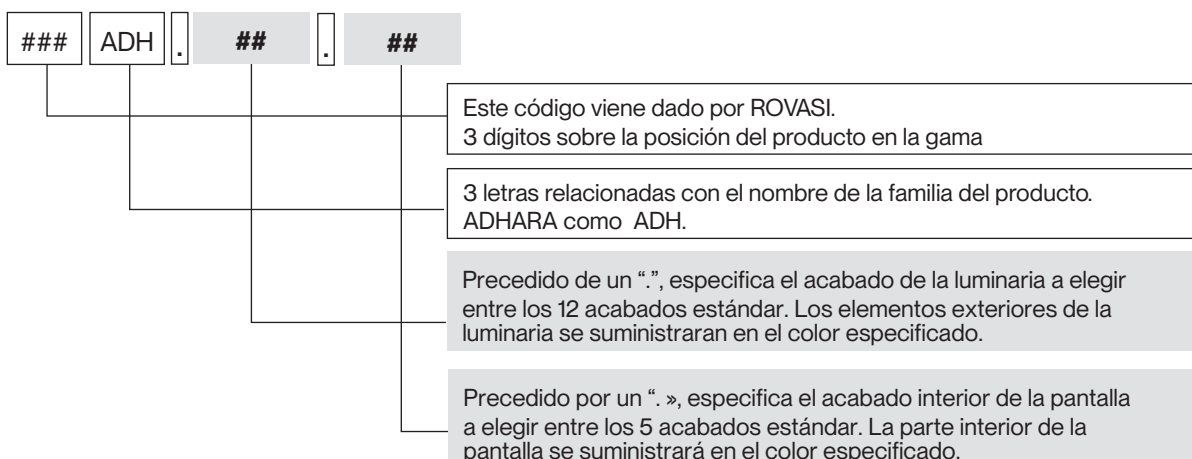 ### ADH . ## . ##
Este código viene dado por ROVASI.
3 dígitos sobre la posición del producto en la gama
3 letras relacionadas con el nombre de la familia del producto.
ADHARA como ADH.
Precedido de un “.”, especifica el acabado de la luminaria a elegir
entre los 12 acabados estándar. Los elementos exteriores de la
luminaria se suministraran en el color especificado.
Precedido por un “. », especifica el acabado interior de la pantalla
a elegir entre los 5 acabados estándar. La parte interior de la
pantalla se suministrará en el color especificado.